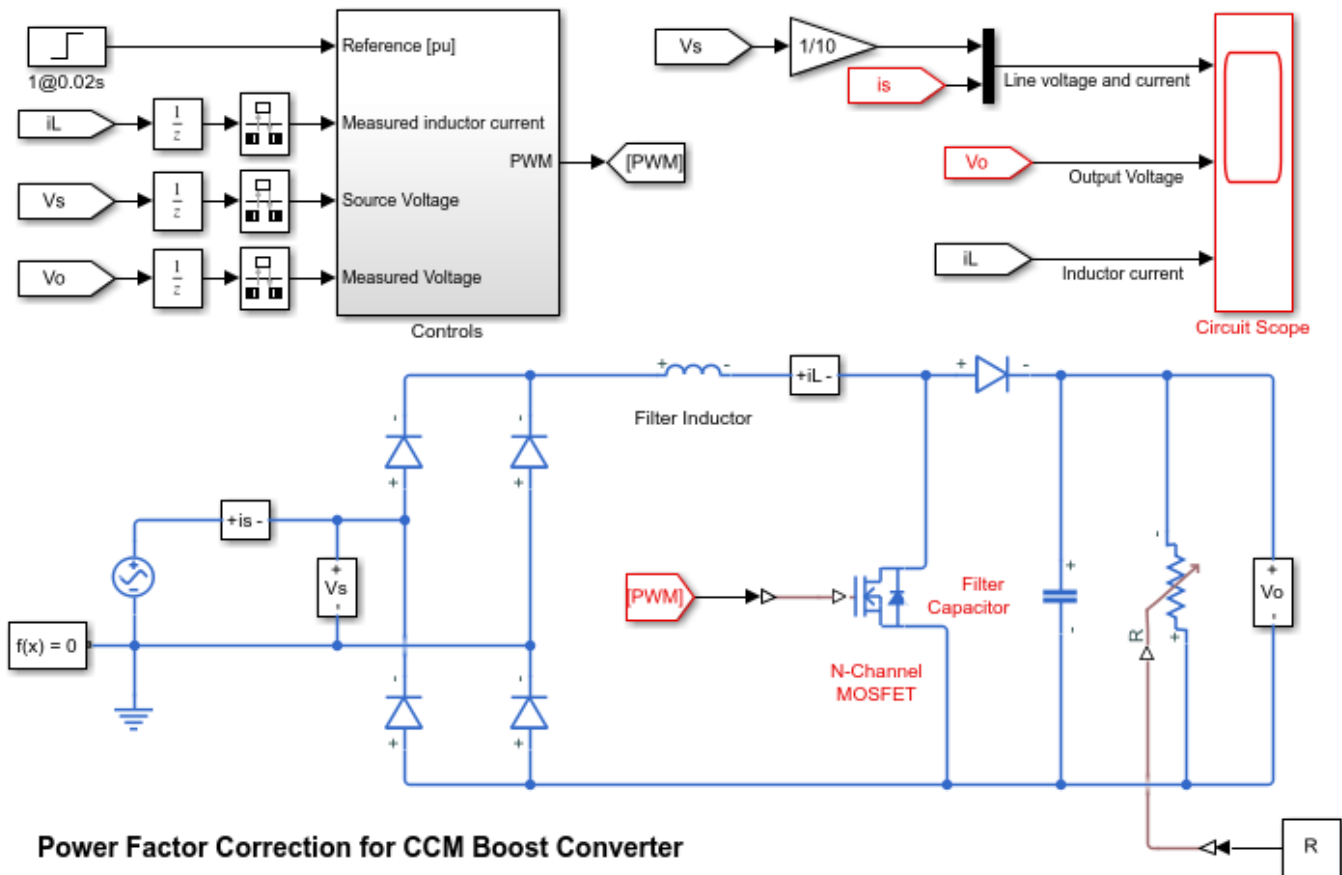 Reference [pu]
1@0.02s
iL
1
z
Measured inductor current
PWM
[PWM]
Vs
1
z
Source Voltage
Vo
1
z
Measured Voltage
Controls
Vs
1/10
is
Line voltage and current
Vo
Output Voltage
iL
Inductor current
Circuit Scope
+ -
+iL -
+ -
Filter Inductor
- -
+ +
+is -
+
+
Vs
-
f(x) = 0
[PWM]
Filter
Capacitor
+
-
N-Channel
MOSFET
-
R
+
+
Vo
-
- -
+ +
Power Factor Correction for CCM Boost Converter
R